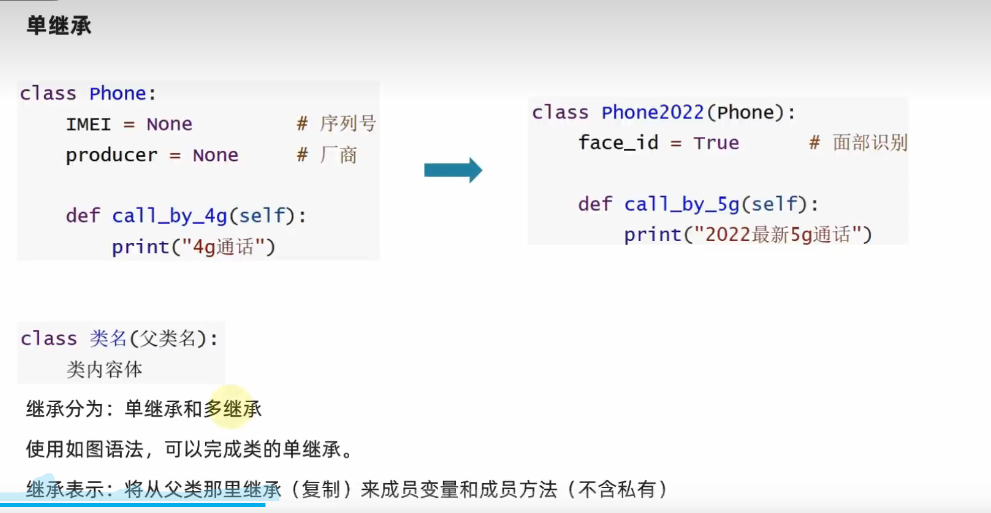 单继承
class Phone:
    IMEI = None         # 序列号
    producer = None     # 厂商
    def call_by_4g(self):
        print("4g通话")
class Phone2022(Phone):
    face_id = True      # 面部识别
    def call_by_5g(self):
        print("2022最新5g通话")
class 类名(父类名):
    类内容体
继承分为：单继承和多继承
使用如图语法，可以完成类的单继承。
继承表示：将从父类那里继承（复制）来成员变量和成员方法（不含私有）